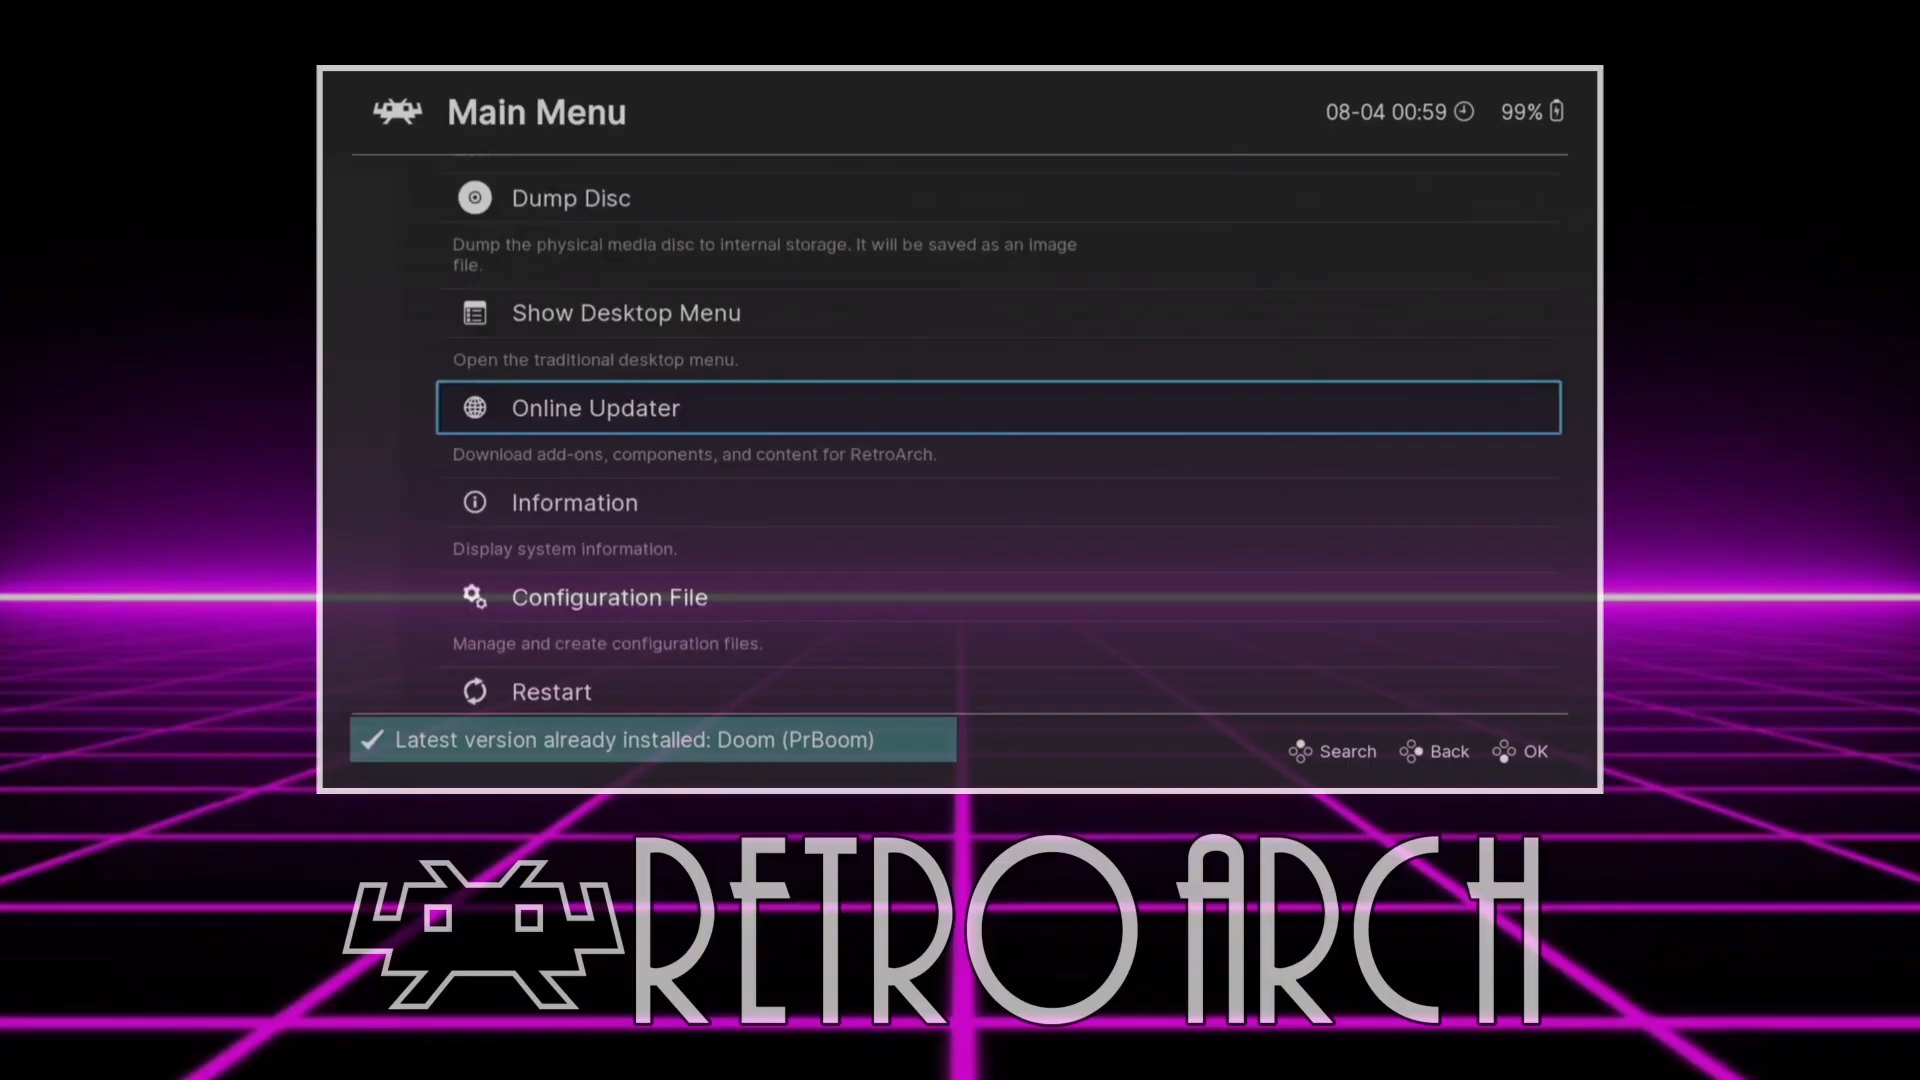 Main Menu
08-04 00:59
99%
Dump Disc
Dump the physical media disc to internal storage. It will be saved as an image
file.
Show Desktop Menu
Open the traditional desktop menu.
Online Updater
Download add-ons, components, and content for RetroArch.
Information
Display system information.
Configuration File
Manage and create configuration files.
Restart
Latest version already installed: Doom (PrBoom)
Search
Back
OK
RETROARCH